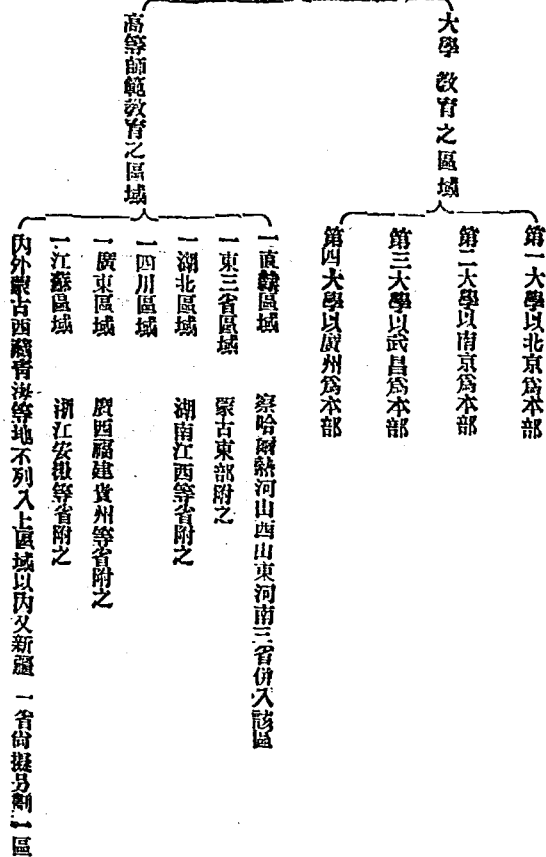 大學教育之區域
第一大學以北京爲本部
第二大學以南京爲本部
第三大學以武昌爲本部
第四大學以廣州爲本部
高等師範教育之區域
一直隸區域 察哈爾熱河山西山東河南三省併入該區
一東三省區域 蒙古東部附之
一湖北區域 湖南江西等省附之
一四川區域
一廣東區域 廣西福建貴州等省附之
一江蘇區域 浙江安徽等省附之
內外蒙古西藏青海等地不列入上區域以內又新疆一省尙擬另劃一區